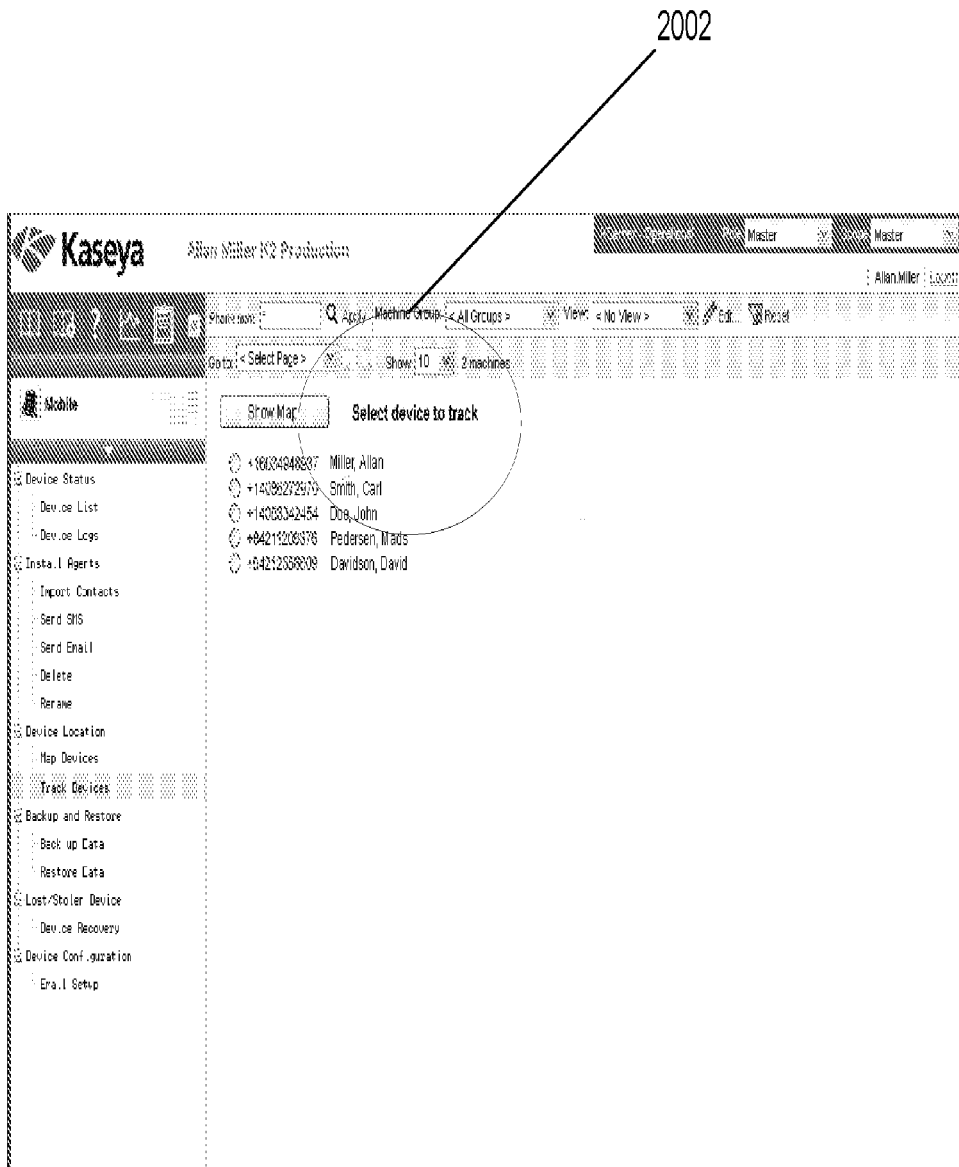 2002
Kaseya Allan Miller K2 Production
Master Master
Allan.Miller
Apply Machine Group: < All Groups > View: < No View > Edit... Reset
Go to: < Select Page > Show 10 2 machines
Mobile
Show Map Select device to track
Miller, Allan
Smith, Carl
Doe, John
Pedersen, Mads
Davidson, David
Device Status
Device List
Device Logs
Install Agents
Import Contacts
Send SMS
Send Email
Delete
Rename
Device Location
Map Devices
Track Devices
Backup and Restore
Back up Data
Restore Data
Lost/Stolen Device
Device Recovery
Device Configuration
Email Setup